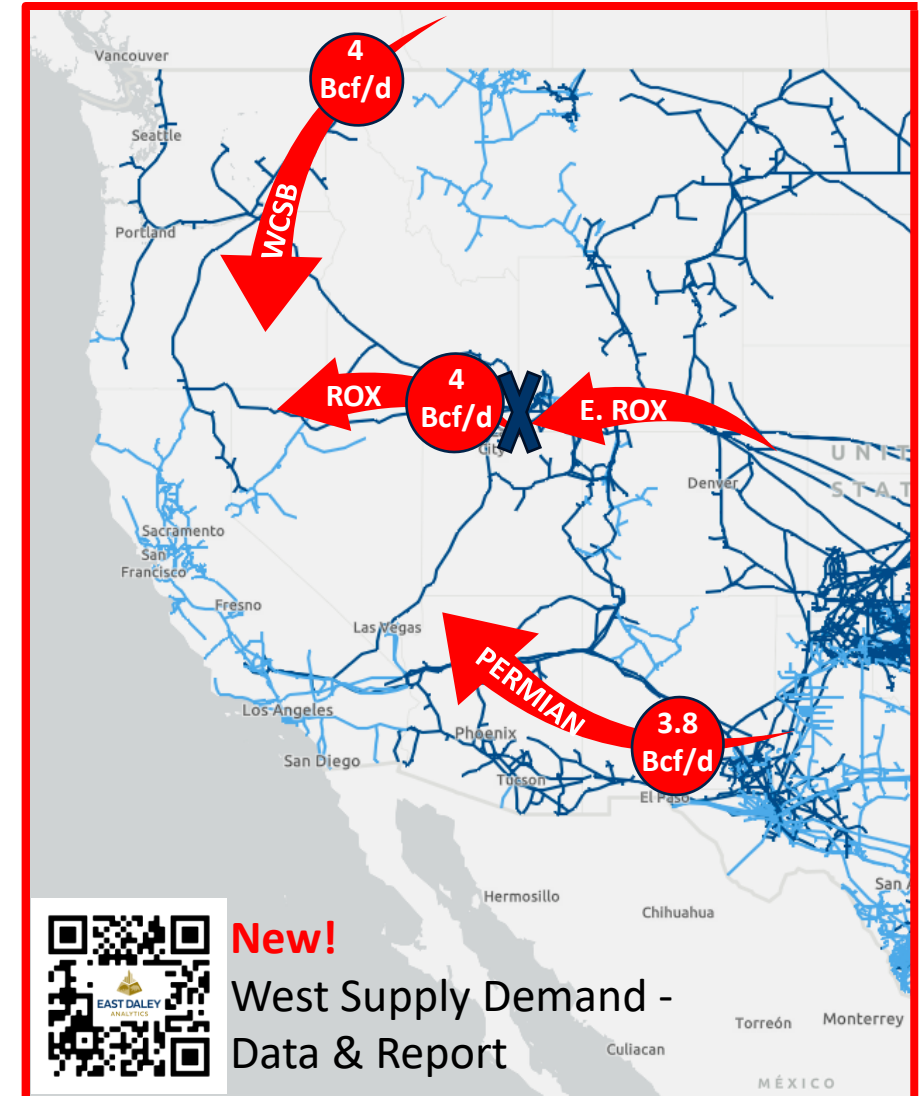 Vancouver
4
Bcf/d
Seattle
WCSB
Portland
ROX
4
Bcf/d
E. ROX
City
UNIT
STAT
Denver
Sacramento
San
Francisco
Fresno
Las Vegas
PERMIAN
Los Angeles
3.8
Bcf/d
Phoenix
San Diego
Tucson
El Paso
San A
Hermosillo
Chihuahua
EAST DALEY
ANALYTICS
New!
West Supply Demand -
Data & Report
Torreón
Monterrey
Culiacan
MÉXICO